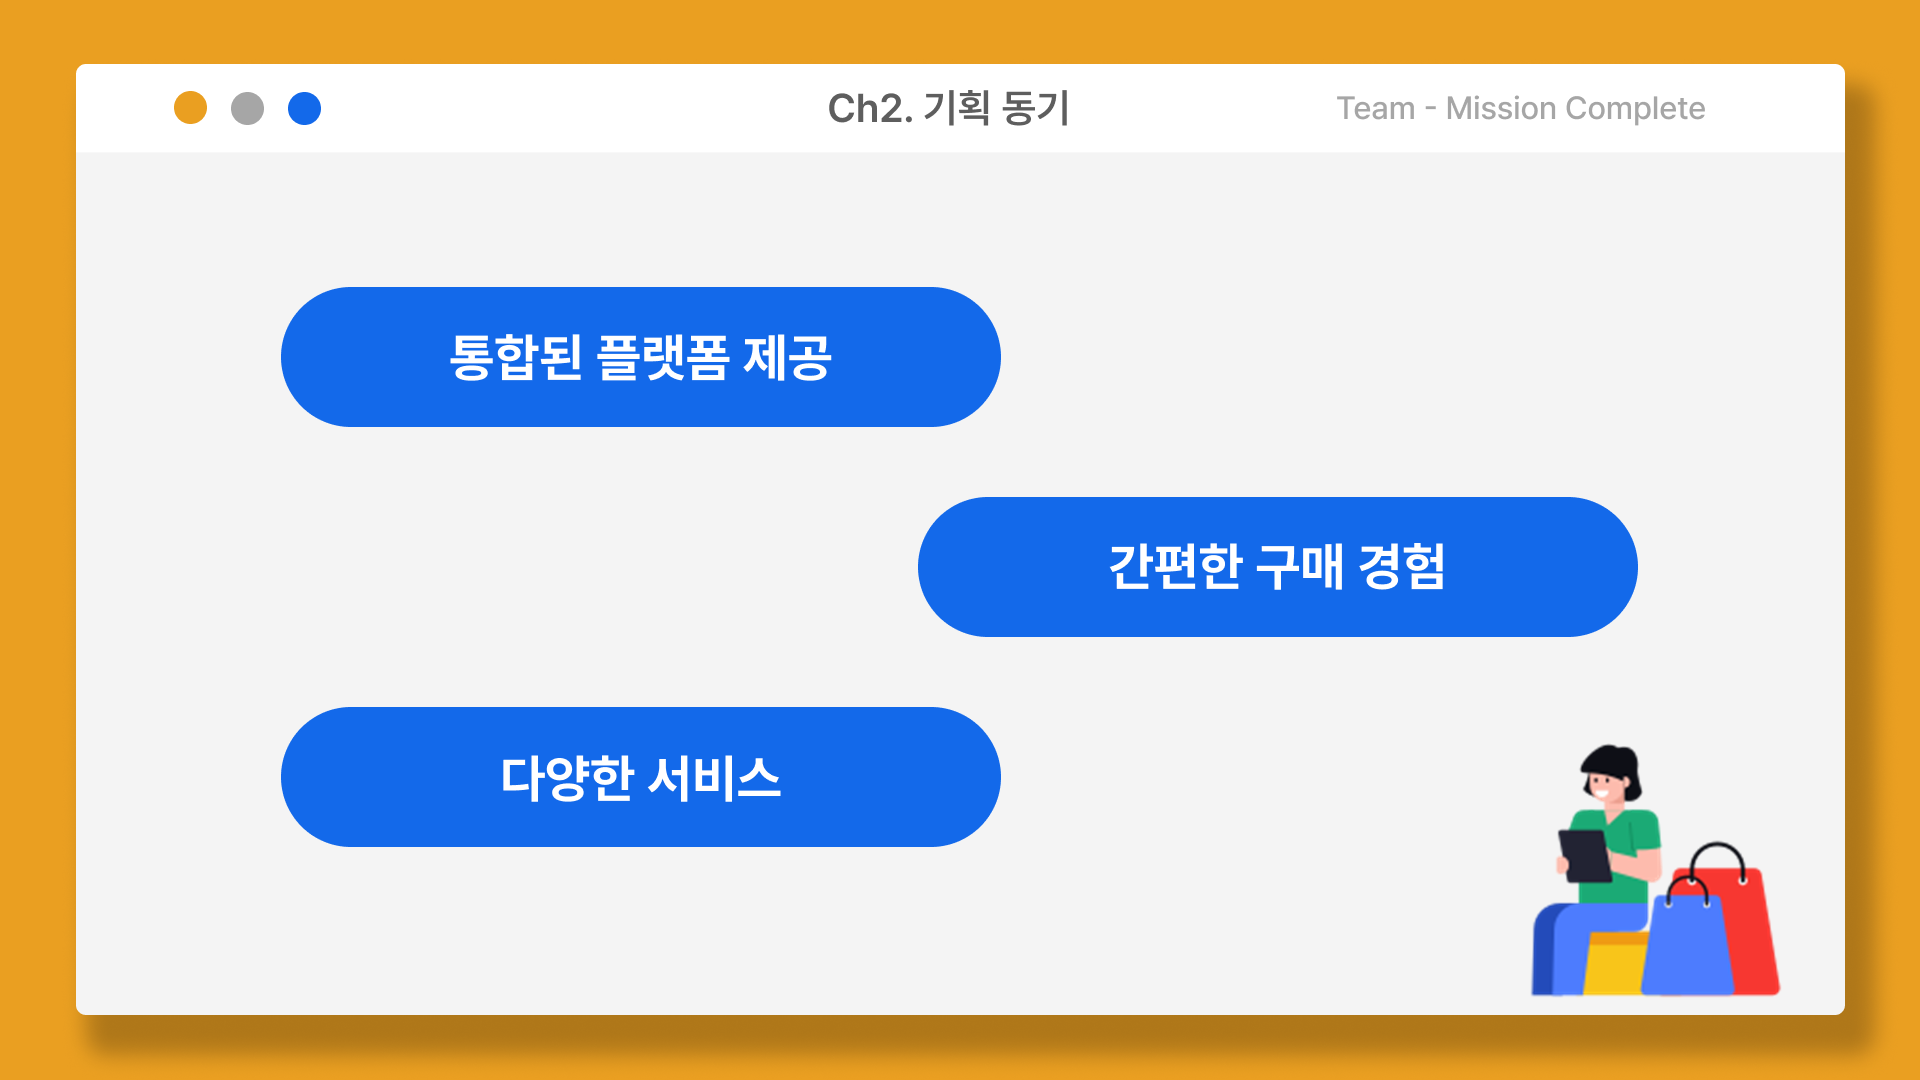 Ch2. 기획 동기
Team - Mission Complete
통합된 플랫폼 제공
간편한 구매 경험
다양한 서비스